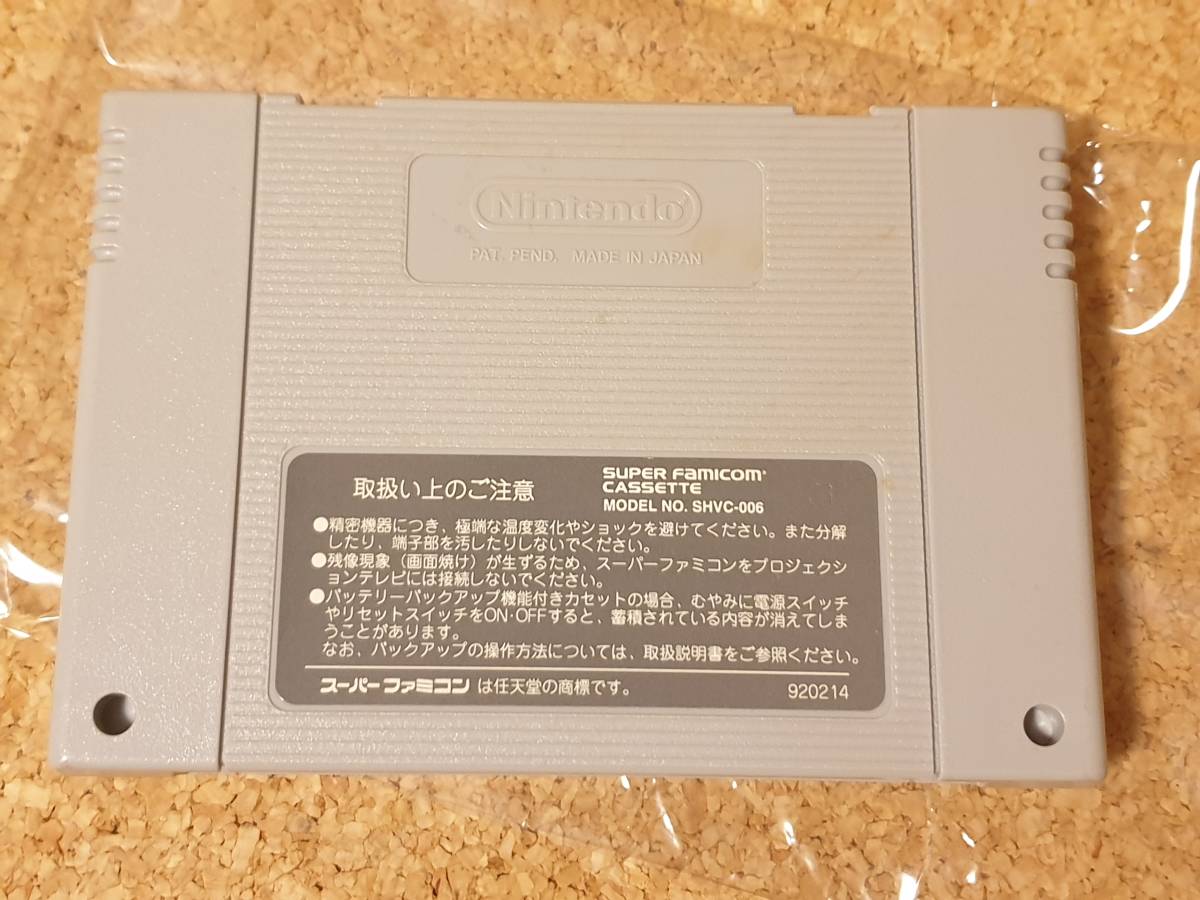 Nintendo
PAT. PEND. MADE IN JAPAN
取扱い上のご注意
SUPER FAMICOM
CASSETTE
MODEL NO. SHVC-006
●精密機器につき、極端な温度変化やショックを避けてください。また分解
したり、端子部を汚したりしないでください。
●残像現象（画面焼け）が生ずるため、スーパーファミコンをプロジェクシ
ョンテレビには接続しないでください。
●バッテリーバックアップ機能付きカセットの場合、むやみに電源スイッチ
やリセットスイッチをON・OFFすると、蓄積されている内容が消えてしま
うことがあります。
なお、バックアップの操作方法については、取扱説明書をご参照ください。
スーパーファミコン は任天堂の商標です。
920214